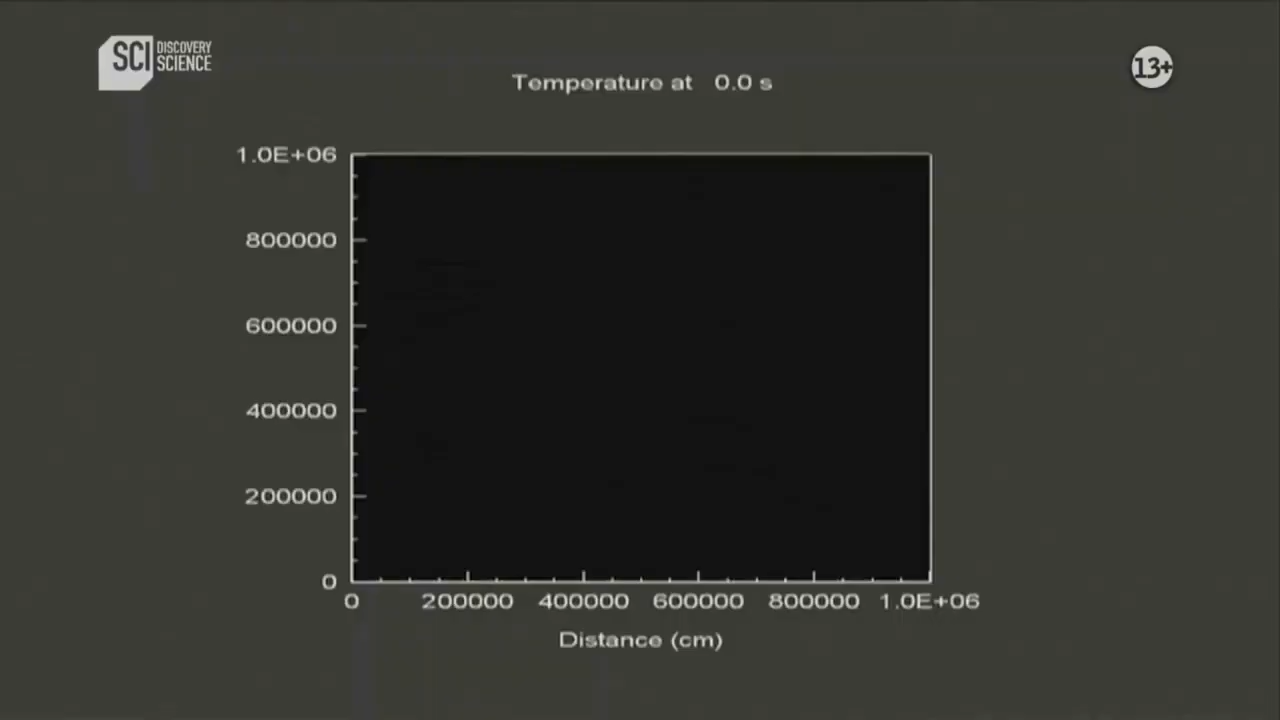 SCI DISCOVERY SCIENCE
13+
Temperature at 0.0 s
1.0E+06
800000
600000
400000
200000
0
0 200000 400000 600000 800000 1.0E+06
Distance (cm)